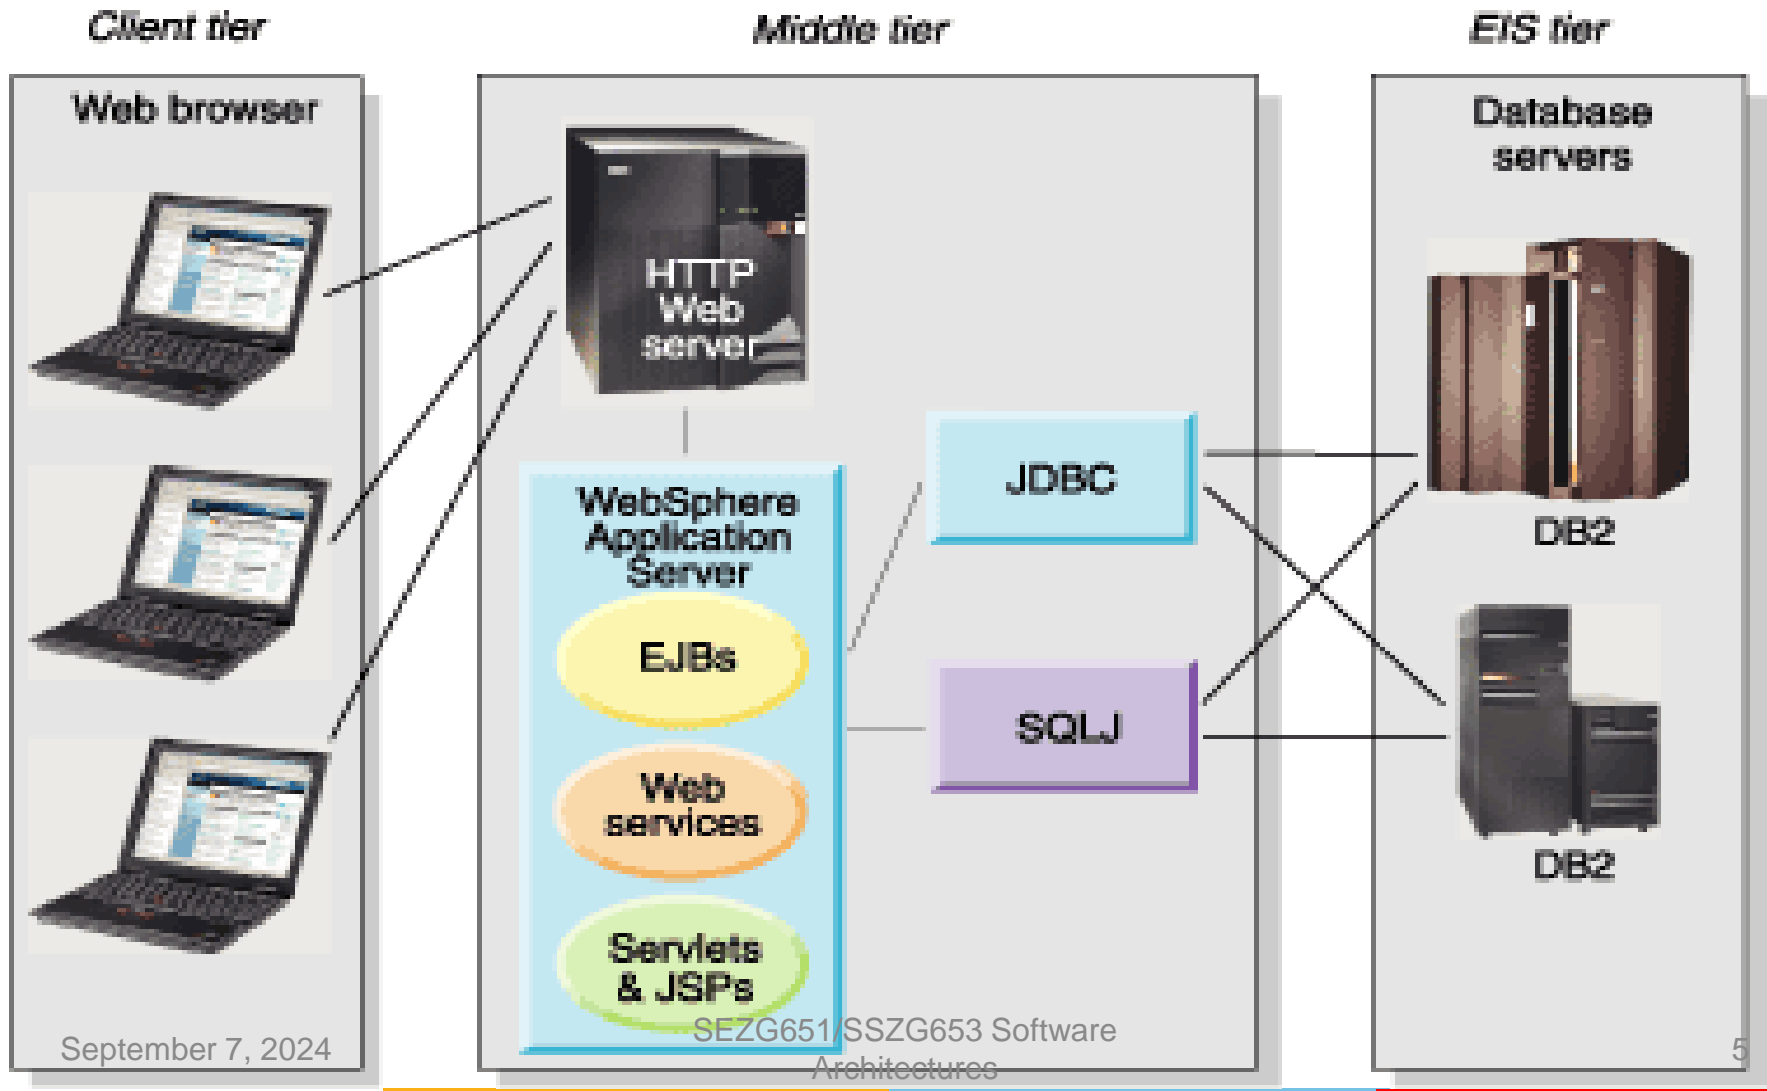 Client tier
Middle tier
EIS tier
Web browser
HTTP
Web
server
WebSphere
Application
Server
EJBs
Web
services
Servlets
& JSPs
JDBC
SQLJ
Database
servers
DB2
DB2
September 7, 2024
SEZG651/SSZG653 Software
Architectures
5